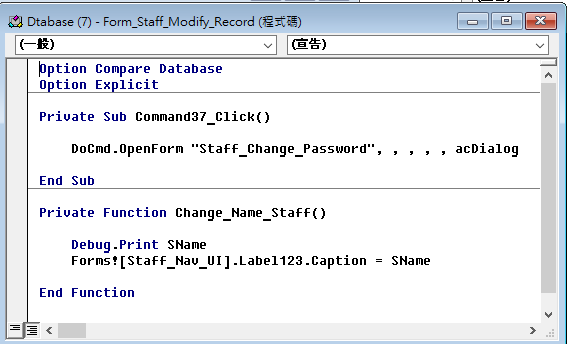 Dtabase (7) - Form_Staff_Modify_Record (程式碼)
(一般) (宣告)
Option Compare Database
Option Explicit
Private Sub Command37_Click()
DoCmd.OpenForm "Staff_Change_Password", , , , , acDialog
End Sub
Private Function Change_Name_Staff()
Debug.Print SName
Forms![Staff_Nav_UI].Label123.Caption = SName
End Function